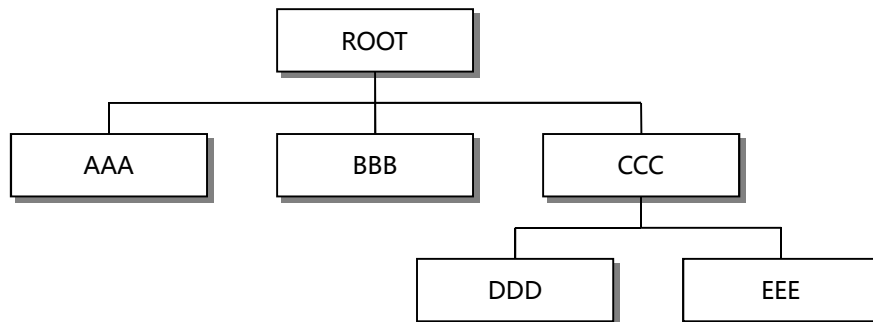 ROOT
AAA
BBB
CCC
DDD
EEE